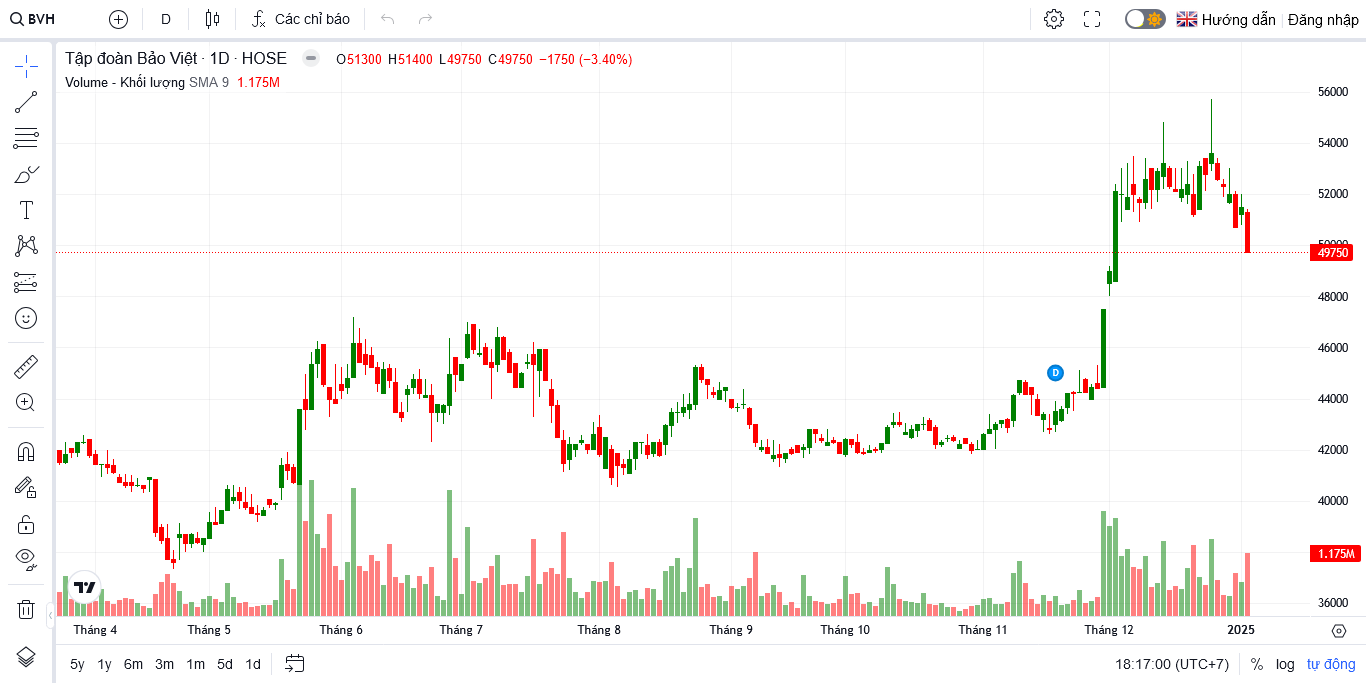 BVH D Các chỉ báo Hướng dẫn Đăng nhập
Tập đoàn Bảo Việt · 1D · HOSE O51300 H51400 L49750 C49750 −1750 (−3.40%)
Volume - Khối lượng SMA 9 1.175M
56000
54000
52000
50000
49750
48000
46000
D
44000
42000
40000
1.175M
36000
Tháng 4 Tháng 5 Tháng 6 Tháng 7 Tháng 8 Tháng 9 Tháng 10 Tháng 11 Tháng 12 2025
5y 1y 6m 3m 1m 5d 1d 18:17:00 (UTC+7) % log tự động